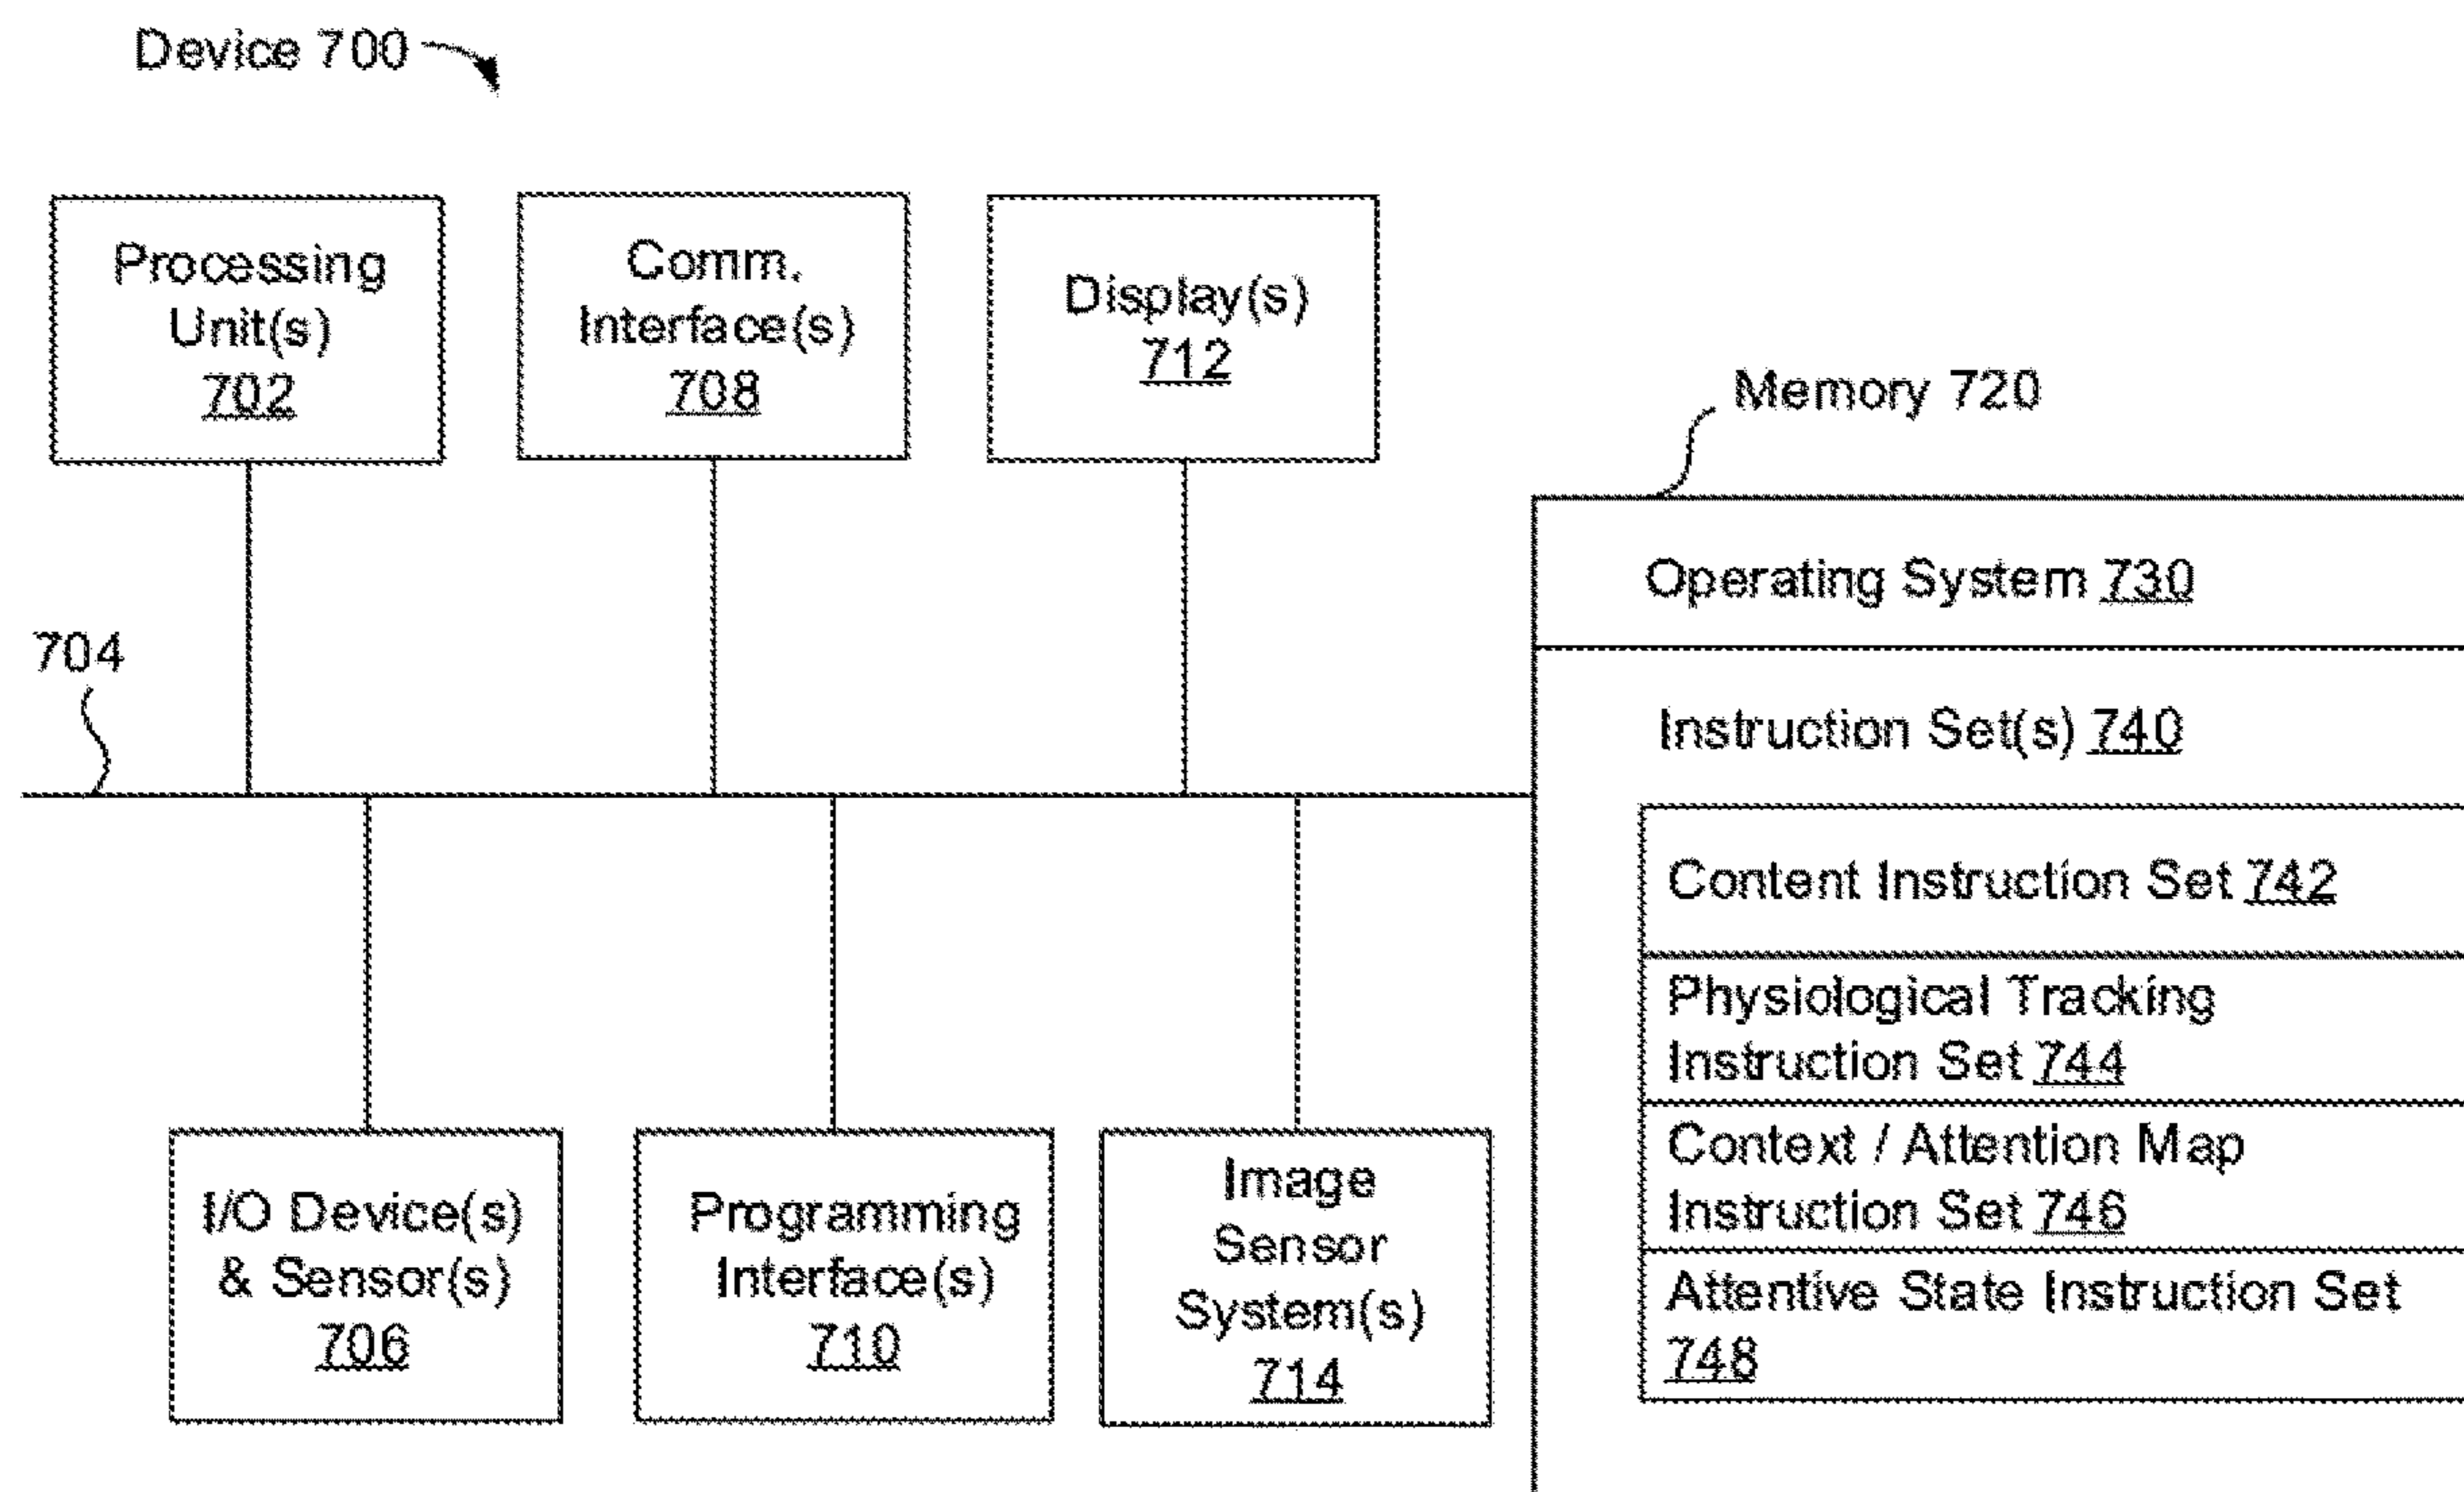 Device 700
Processing
Unit(s)
702
Comm.
Interface(s)
708
Display(s)
712
Memory 720
704
Operating System 730
Instruction Set(s) 740
Content Instruction Set 742
Physiological Tracking
Instruction Set 744
Context / Attention Map
Instruction Set 746
Attentive State Instruction Set
748
I/O Device(s)
& Sensor(s)
706
Programming
Interface(s)
710
Image
Sensor
System(s)
714